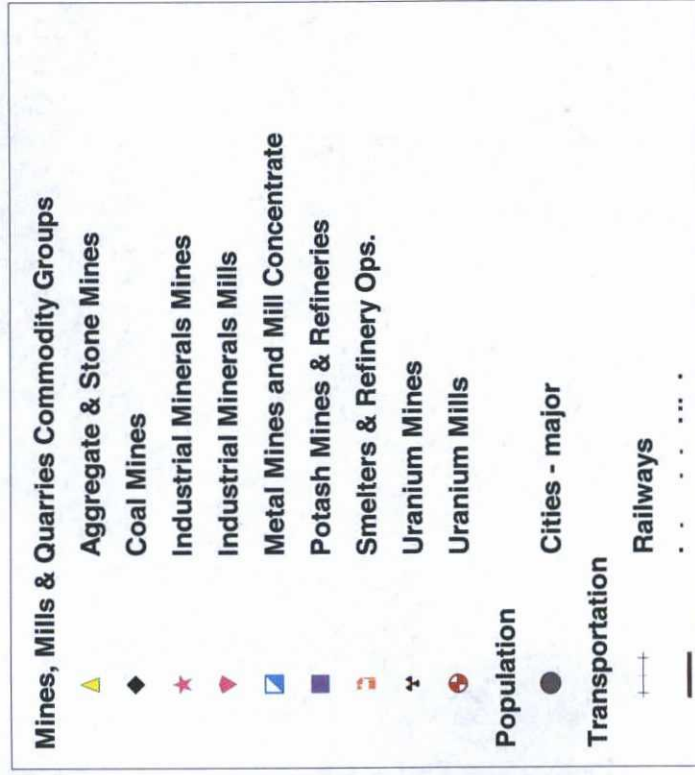 Mines, Mills & Quarries Commodity Groups
Aggregate & Stone Mines
Coal Mines
Industrial Minerals Mines
Industrial Minerals Mills
Metal Mines and Mill Concentrate
Potash Mines & Refineries
Smelters & Refinery Ops.
Uranium Mines
Uranium Mills
Population
Cities - major
Transportation
Railways